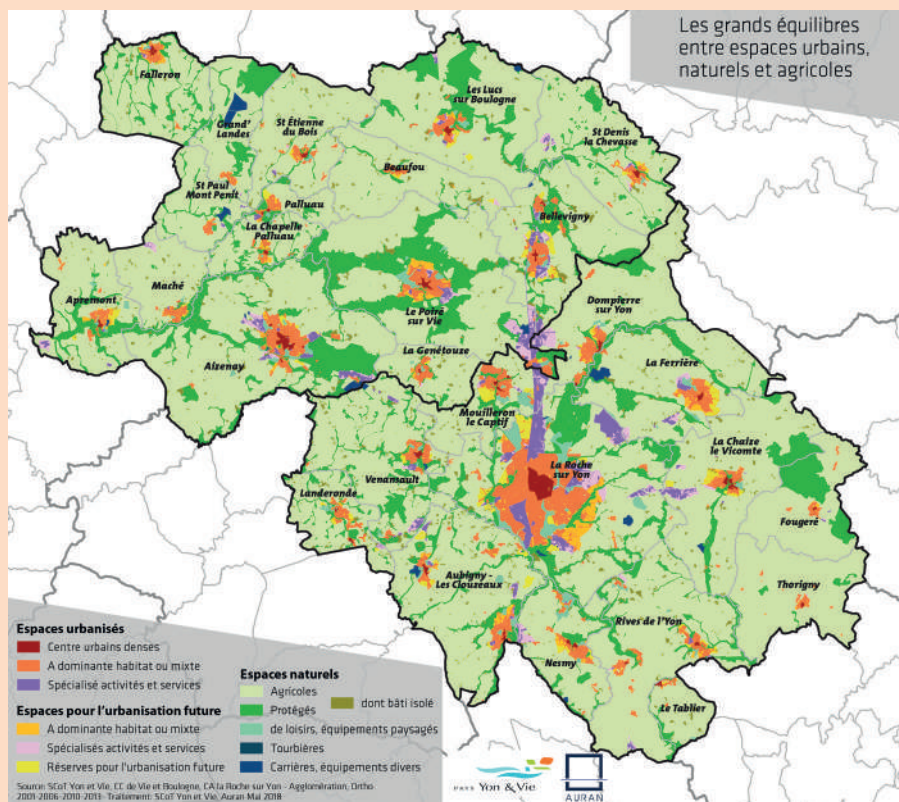 Les grands équilibres
entre espaces urbains,
naturels et agricoles
Falleron
Grand'
Landes
St Étienne
du Bois
Les Lucs
sur Boulogne
St Denis
la Chevasse
Beaufou
St Paul
Mont Penit
Palluau
La Chapelle
Palluau
Bellevigny
Maché
Apremont
Le Poiré
sur Vie
Dompierre
sur Yon
Aizenay
La Genétouze
La Ferrière
Mouilleron
le Captif
La Chaize
le Vicomte
La Roche
sur Yon
Venamault
Landeronde
Fougeré
Aubigny -
Les Clouzeaux
Thorigny
Rives de l'Yon
Nesmy
Le Tablier
Espaces urbanisés
Centre urbains denses
A dominante habitat ou mixte
Spécialisé activités et services
Espaces pour l'urbanisation future
A dominante habitat ou mixte
Spécialisés activités et services
Réserves pour l'urbanisation future
Espaces naturels
Agricoles
dont bâti isolé
Protégés
de loisirs, équipements paysagés
Tourbières
Carrières, équipements divers
Source: SCoT Yon et Vie, CC de Vie et Boulogne, CA la Roche sur Yon - Agglomération, Ortho
2001-2006-2010-2013- Traitement: SCoT Yon et Vie, Auran Mai 2018
PAYS Yon & Vie
AURAN